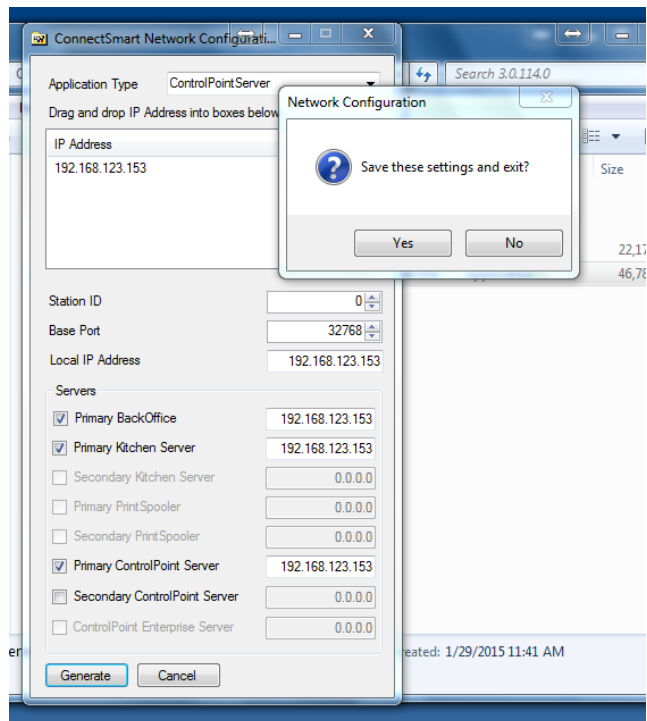 ConnectSmart Network Configurati...
Application Type ControlPointServer
Search 3.0.114.0
Drag and drop IP Address into boxes below
Network Configuration
IP Address
192.168.123.153
Save these settings and exit?
Size
Yes No
22,17
46,78
Station ID 0
Base Port 32768
Local IP Address 192.168.123.153
Servers
Primary BackOffice 192.168.123.153
Primary Kitchen Server 192.168.123.153
Secondary Kitchen Server 0.0.0.0
Primary PrintSpooler 0.0.0.0
Secondary PrintSpooler 0.0.0.0
Primary ControlPoint Server 192.168.123.153
Secondary ControlPoint Server 0.0.0.0
ControlPoint Enterprise Server 0.0.0.0
er
reated: 1/29/2015 11:41 AM
Generate Cancel